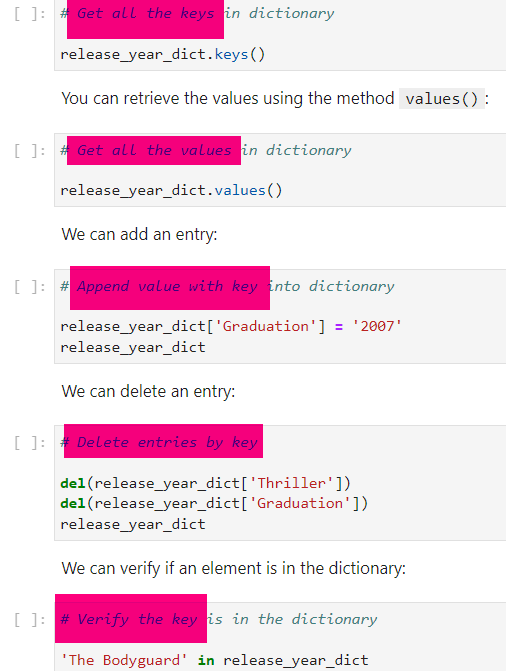 [ ]: # Get all the keys in dictionary
release_year_dict.keys()
You can retrieve the values using the method values():
[ ]: # Get all the values in dictionary
release_year_dict.values()
We can add an entry:
[ ]: # Append value with key into dictionary
release_year_dict['Graduation'] = '2007'
release_year_dict
We can delete an entry:
[ ]: # Delete entries by key
del(release_year_dict['Thriller'])
del(release_year_dict['Graduation'])
release_year_dict
We can verify if an element is in the dictionary:
[ ]: # Verify the key is in the dictionary
'The Bodyguard' in release_year_dict